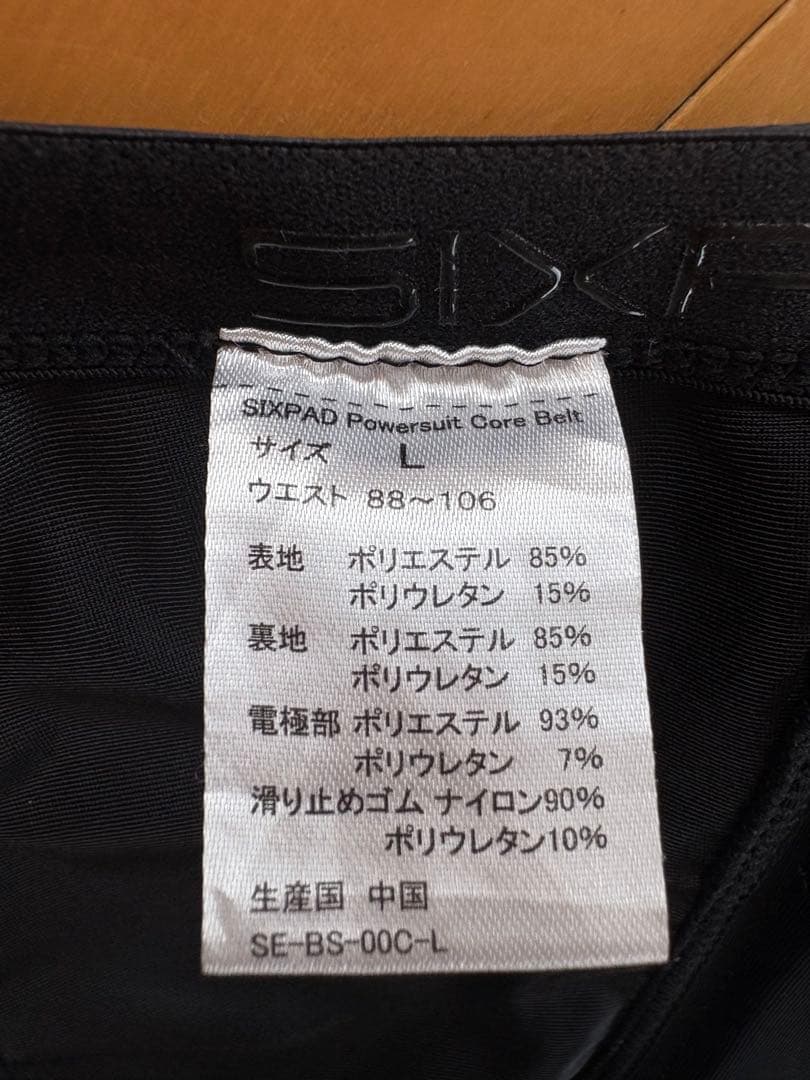 SIXP
SIXPAD Powersuit Core Belt
サイズ L
ウエスト 88～106
表地 ポリエステル 85%
ポリウレタン 15%
裏地 ポリエステル 85%
ポリウレタン 15%
電極部 ポリエステル 93%
ポリウレタン 7%
滑り止めゴム ナイロン90%
ポリウレタン10%
生産国 中国
SE-BS-00C-L